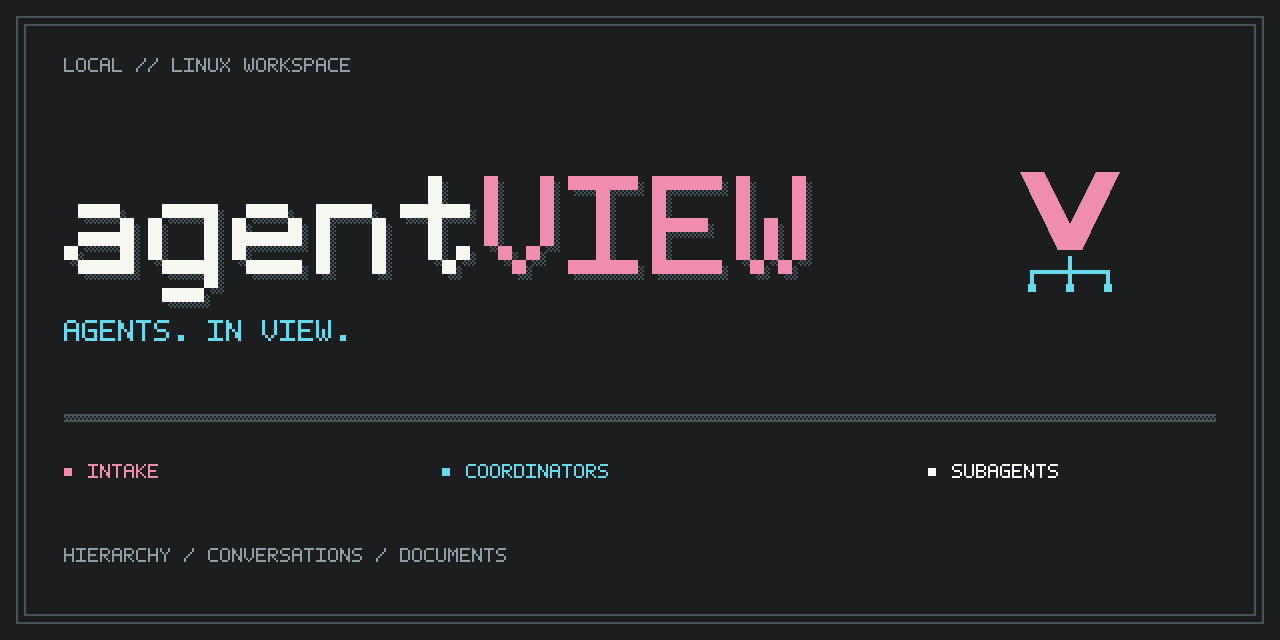 LOCAL // LINUX WORKSPACE
agentVIEW
V
AGENTS. IN VIEW.
INTAKE
COORDINATORS
SUBAGENTS
HIERARCHY / CONVERSATIONS / DOCUMENTS